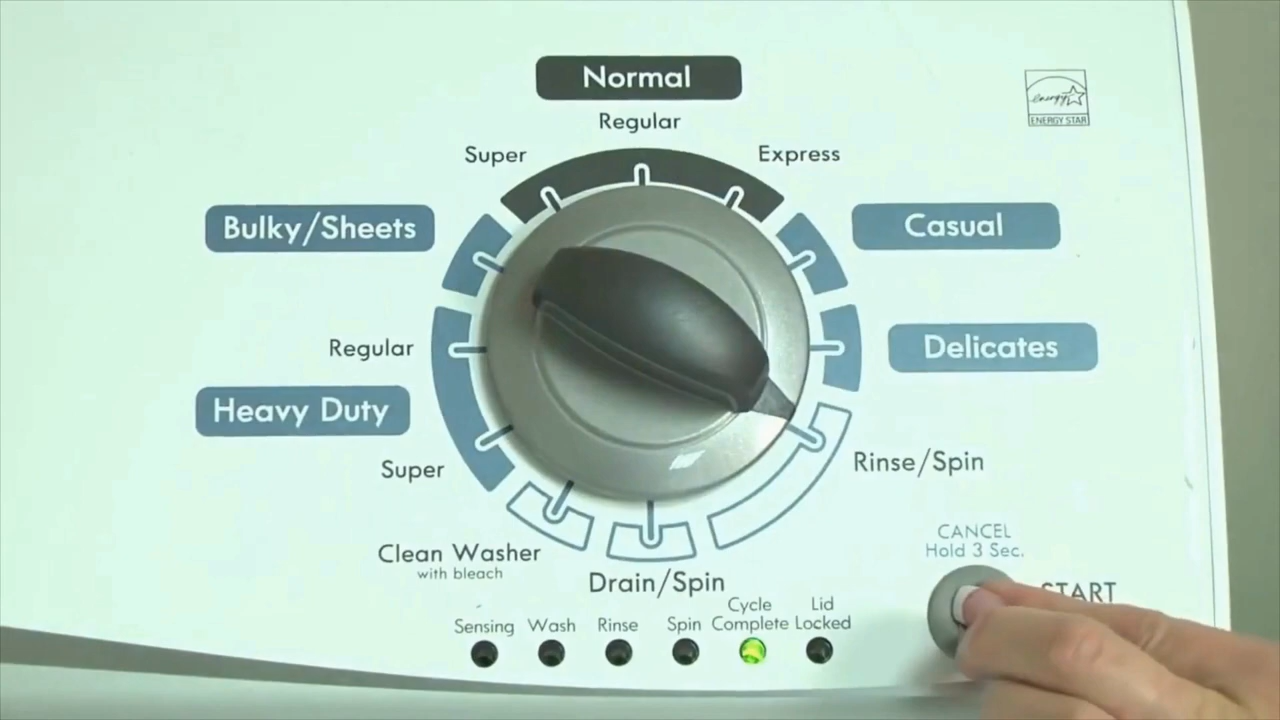 Normal
Regular
Super
Express
energy
ENERGY STAR
Bulky/Sheets
Casual
Regular
Delicates
Heavy Duty
Super
Rinse/Spin
CANCEL
Hold 3 Sec.
Clean Washer
with bleach
Drain/Spin
START
Sensing
Wash
Rinse
Spin
Cycle
Complete
Lid
Locked